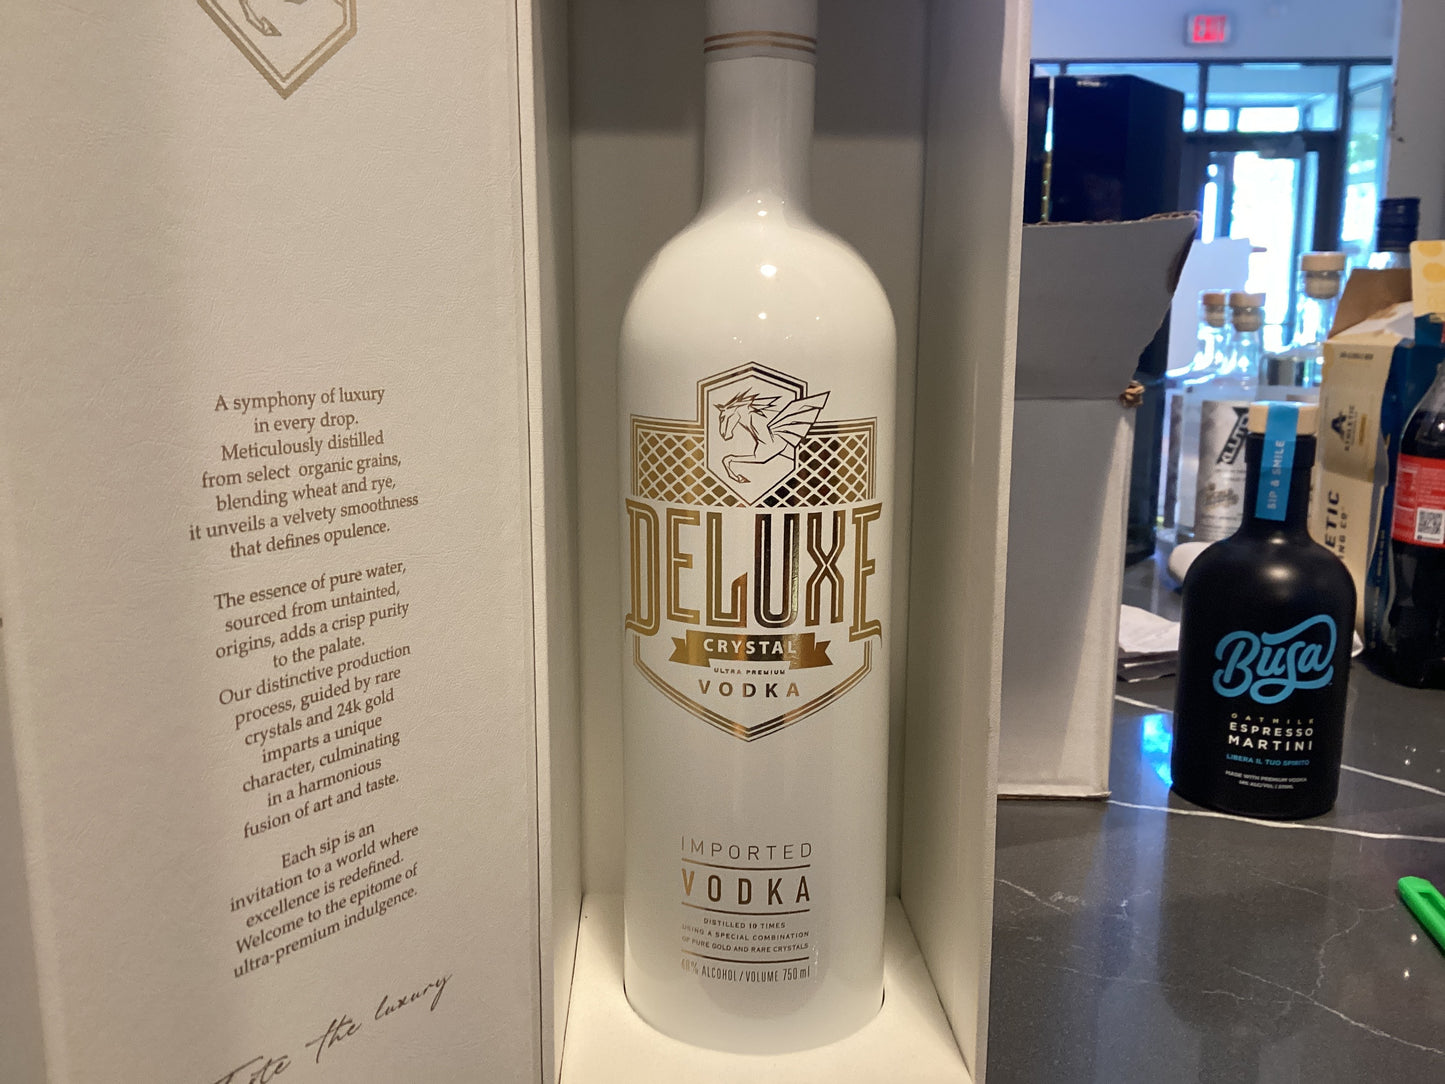 A symphony of luxury
in every drop.
Meticulously distilled
from select organic grains,
blending wheat and rye,
it unveils a velvety smoothness
that defines opulence.
The essence of pure water,
sourced from untainted,
origins, adds a crisp purity
to the palate.
Our distinctive production
process, guided by rare
crystals and 24k gold
imparts a unique
character, culminating
in a harmonious
fusion of art and taste.
Each sip is an
invitation to a world where
excellence is redefined.
Welcome to the epitome of
ultra-premium indulgence.
the luxury
DELUXE
CRYSTAL
ULTRA PREMIUM
VODKA
IMPORTED
VODKA
DISTILLED 10 TIMES
USING A SPECIAL COMBINATION
OF PURE GOLD AND RARE CRYSTALS
40% ALCOHOL/VOLUME 750 ml
EXIT
SIP & SMILE
Busa
OATMILK
ESPRESSO
MARTINI
LIBERA IL TUO SPIRITO
MADE WITH PREMIUM VODKA
ATHLETIC